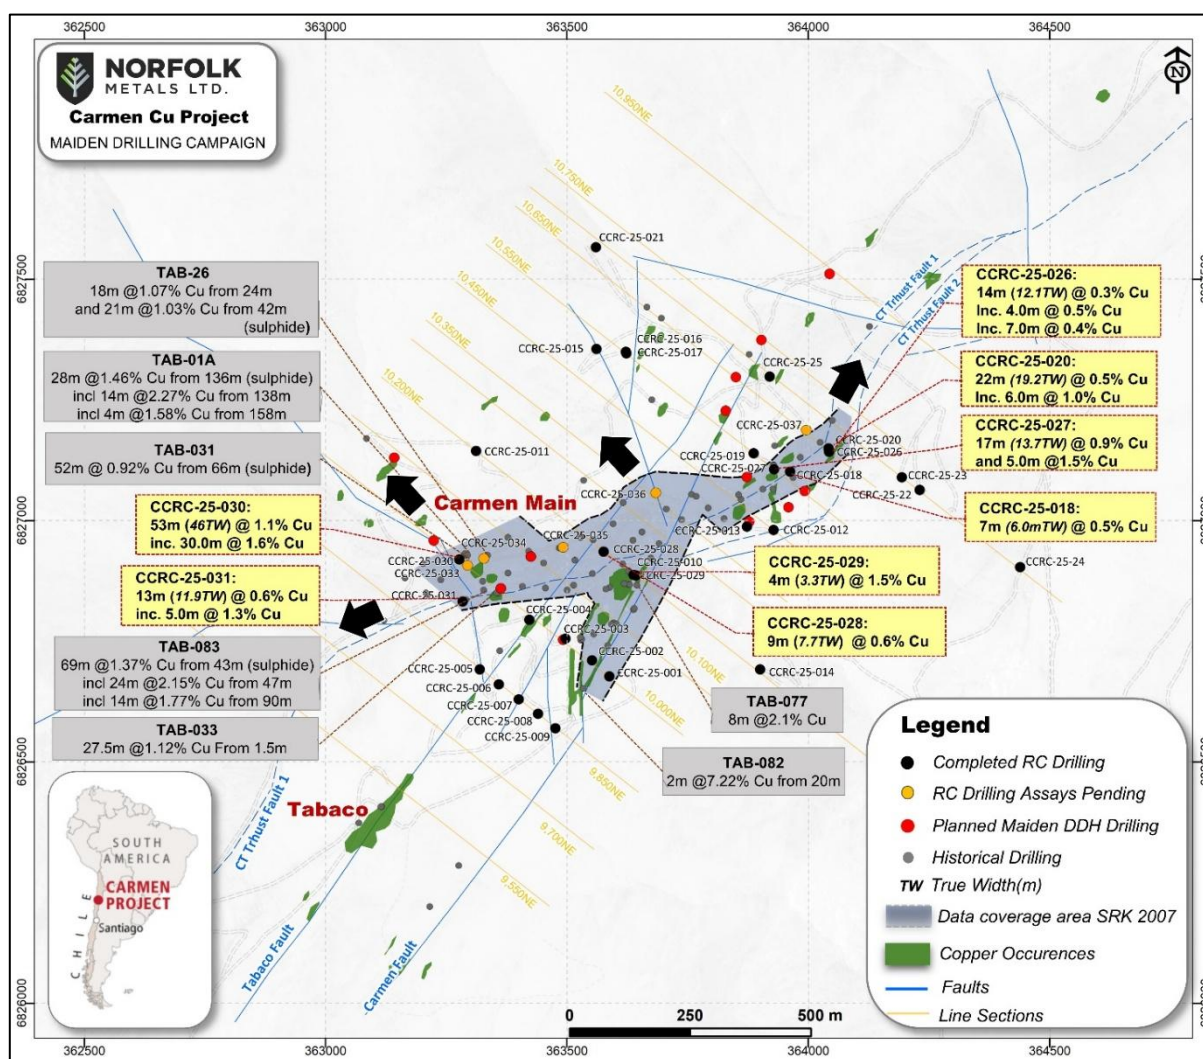 362500
363000
363500
364000
364500
NORFOLK
METALS LTD.
Carmen Cu Project
MAIDEN DRILLING CAMPAIGN
N
6827500
6827000
6826500
6826000
6827500
6827000
6826000
10,950NE
10,750NE
10,650NE
10,550NE
10,450NE
10,350NE
10,200NE
10,100NE
10,000NE
9,850NE
9,700NE
9,550NE
TAB-26
18m @1.07% Cu from 24m
and 21m @1.03% Cu from 42m
(sulphide)
TAB-01A
28m @1.46% Cu from 136m (sulphide)
incl 14m @2.27% Cu from 138m
incl 4m @1.58% Cu from 158m
TAB-031
52m @ 0.92% Cu from 66m (sulphide)
CCRC-25-030:
53m (46TW) @ 1.1% Cu
inc. 30.0m @ 1.6% Cu
CCRC-25-031:
13m (11.9TW) @ 0.6% Cu
inc. 5.0m @ 1.3% Cu
TAB-083
69m @1.37% Cu from 43m (sulphide)
incl 24m @2.15% Cu from 47m
incl 14m @1.77% Cu from 90m
TAB-033
27.5m @1.12% Cu From 1.5m
CCRC-25-026:
14m (12.1TW) @ 0.3% Cu
Inc. 4.0m @ 0.5% Cu
Inc. 7.0m @ 0.4% Cu
CCRC-25-020:
22m (19.2TW) @ 0.5% Cu
Inc. 6.0m @ 1.0% Cu
CCRC-25-027:
17m (13.7TW) @ 0.9% Cu
and 5.0m @1.5% Cu
CCRC-25-018:
7m (6.0mTW) @ 0.5% Cu
CCRC-25-029:
4m (3.3TW) @ 1.5% Cu
CCRC-25-028:
9m (7.7TW) @ 0.6% Cu
TAB-077
8m @2.1% Cu
TAB-082
2m @7.22% Cu from 20m
CCRC-25-021
CCRC-25-015
CCRC-25-016
CCRC-25-017
CCRC-25-25
CT Trhust Fault 1
CT Trhust Fault 2
CCRC-25-011
CCRC-25-037
CCRC-25-019
CCRC-25-020
CCRC-25-026
CCRC-25-027
CCRC-25-018
CCRC-25-23
CCRC-25-22
CCRC-25-036
Carmen Main
CCRC-25-013
CCRC-25-012
CCRC-25-035
CCRC-25-034
CCRC-25-028
CCRC-25-030
CCRC-25-033
CCRC-25-010
CCRC-25-029
CCRC-25-24
CCRC-25-031
CCRC-25-004
CCRC-25-003
CCRC-25-002
CCRC-25-005
CCRC-25-001
CCRC-25-014
CCRC-25-006
CCRC-25-007
CCRC-25-008
CCRC-25-009
Tabaco
CT Trhust Fault 1
Tabaco Fault
Carmen Fault
SOUTH
AMERICA
CARMEN
PROJECT
Santiago
CHILE
Legend
Completed RC Drilling
RC Drilling Assays Pending
Planned Maiden DDH Drilling
Historical Drilling
TW True Width(m)
Data coverage area SRK 2007
Copper Occurences
Faults
Line Sections
0 250 500 m
362500
363000
363500
364000
364500